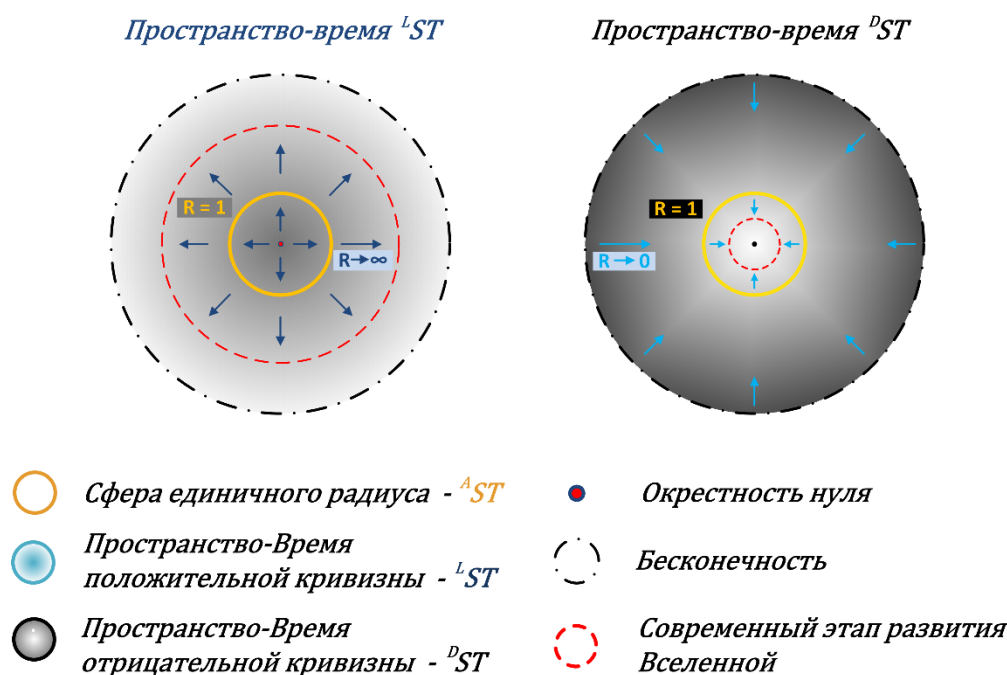 Пространство-время ᴸST
Пространство-время ᴰST
R = 1
R→∞
R = 1
R→0
Сфера единичного радиуса - ᴬST
Пространство-Время
положительной кривизны - ᴸST
Пространство-Время
отрицательной кривизны - ᴰST
Окрестность нуля
Бесконечность
Современный этап развития
Вселенной